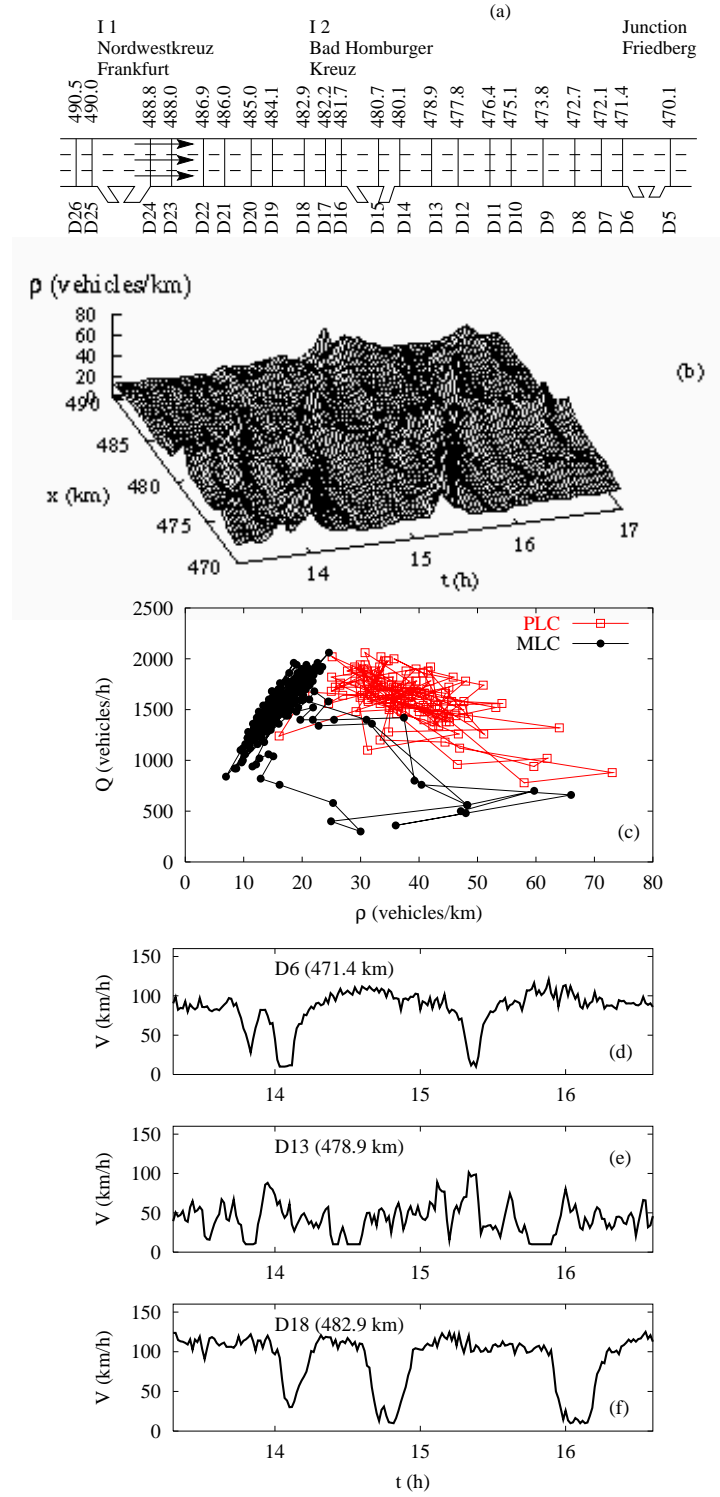 (a)
I 1
Nordwestkreuz
Frankfurt
I 2
Bad Homburger
Kreuz
Junction
Friedberg
490.5 490.0 488.8 488.0 486.9 486.0 485.0 484.1 482.9 482.2 481.7 480.7 480.1 478.9 477.8 476.4 475.1 473.8 472.7 472.1 471.4 470.1
D26 D25 D24 D23 D22 D21 D20 D19 D18 D17 D16 D15 D14 D13 D12 D11 D10 D9 D8 D7 D6 D5
ρ (vehicles/km)
80
60
40
20
0
(b)
490
485
480
475
470
x (km)
14 15 16 17
t (h)
2500
2000
1500
1000
500
0
Q (vehicles/h)
PLC
MLC
(c)
0 10 20 30 40 50 60 70 80
ρ (vehicles/km)
150
100
50
0
V (km/h)
D6 (471.4 km)
(d)
14 15 16
150
100
50
0
V (km/h)
D13 (478.9 km)
(e)
14 15 16
150
100
50
0
V (km/h)
D18 (482.9 km)
(f)
14 15 16
t (h)